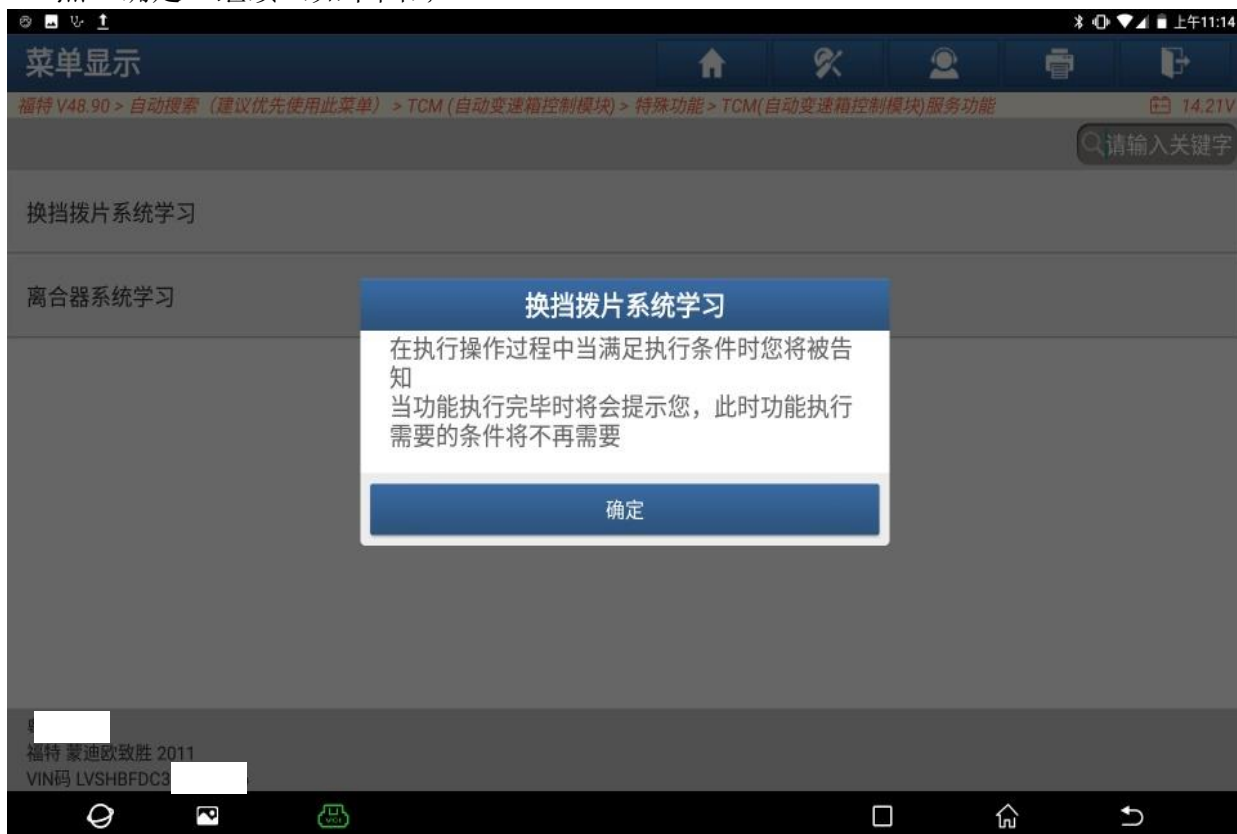 上午11:14
菜单显示
福特 V48.90 > 自动搜索（建议优先使用此菜单）> TCM (自动变速箱控制模块) > 特殊功能 > TCM(自动变速箱控制模块)服务功能 14.21V
请输入关键字
换挡拨片系统学习
离合器系统学习
换挡拨片系统学习
在执行操作过程中当满足执行条件时您将被告
知
当功能执行完毕时将会提示您，此时功能执行
需要的条件将不再需要
确定
福特 蒙迪欧致胜 2011
VIN码 LVSHBFDC3
VCI